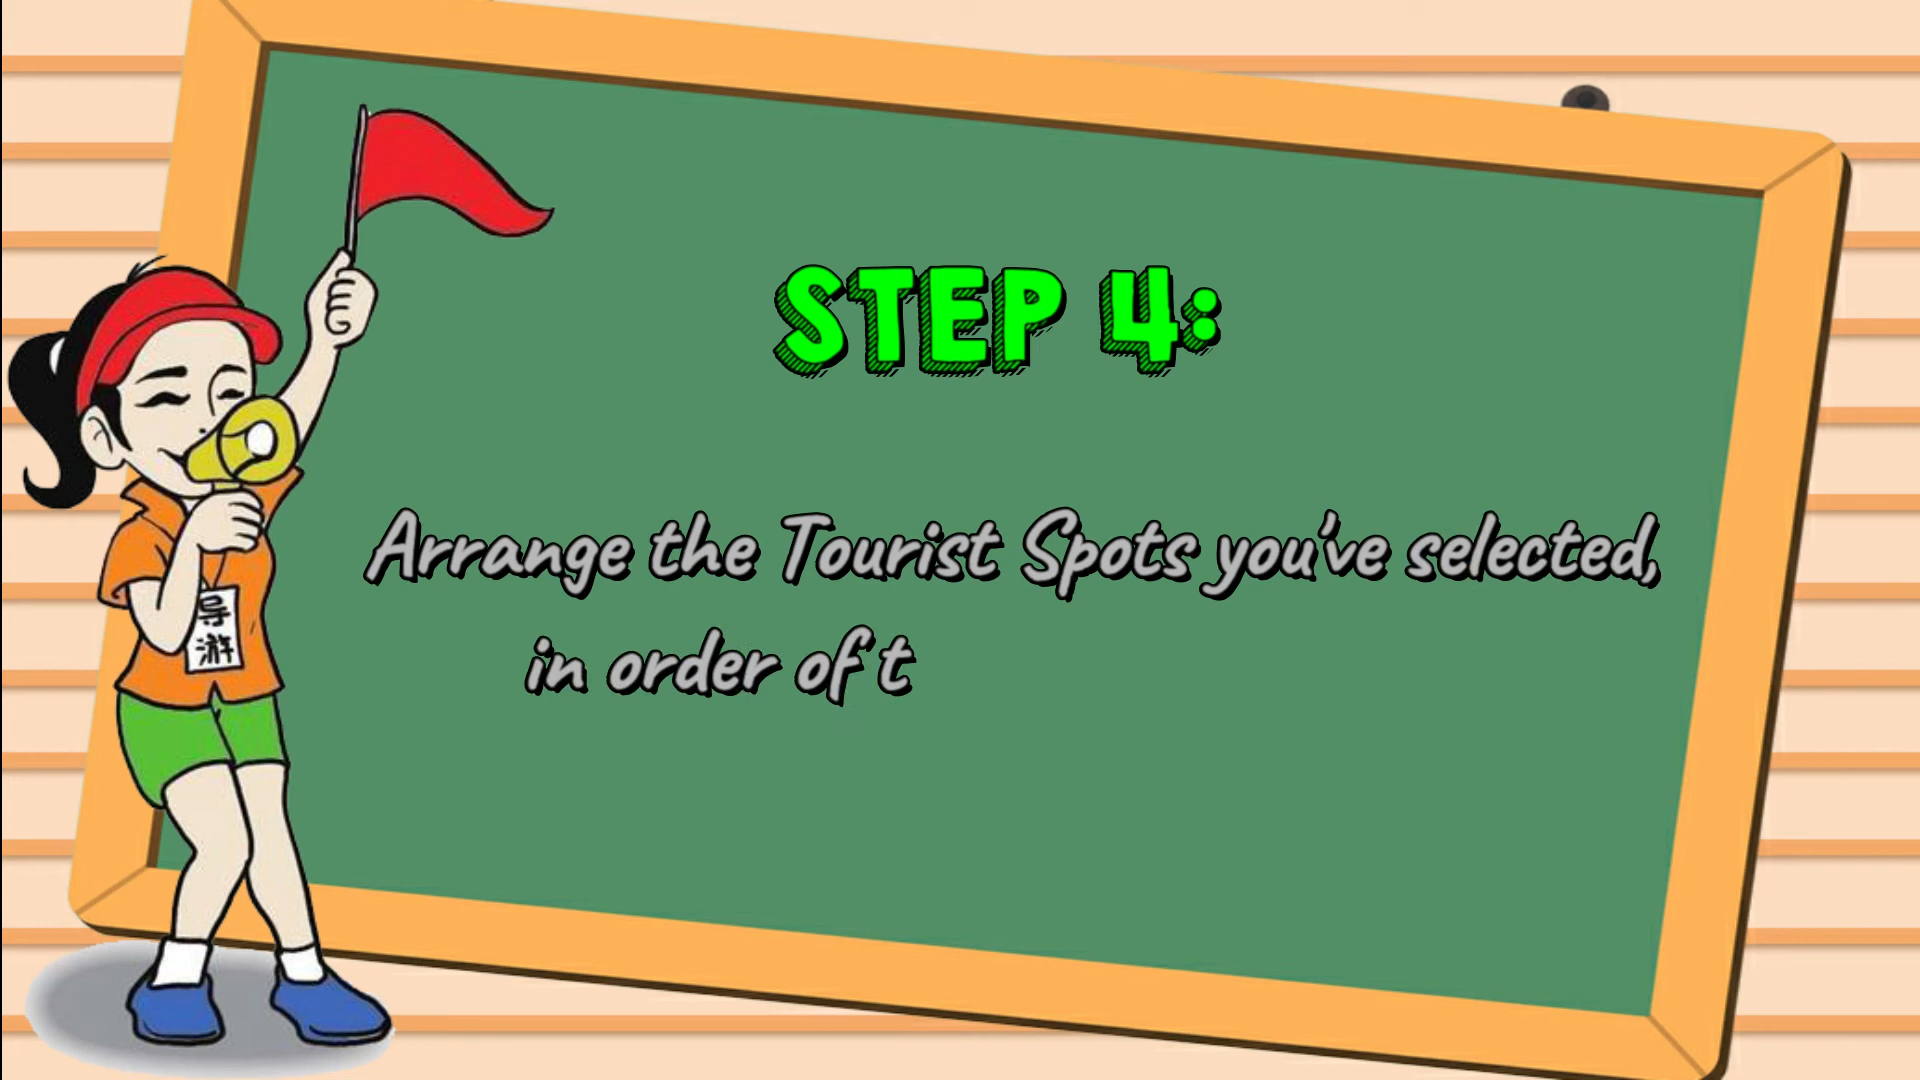 STEP 4:
Arrange the Tourist Spots you've selected,
in order of t
导
游